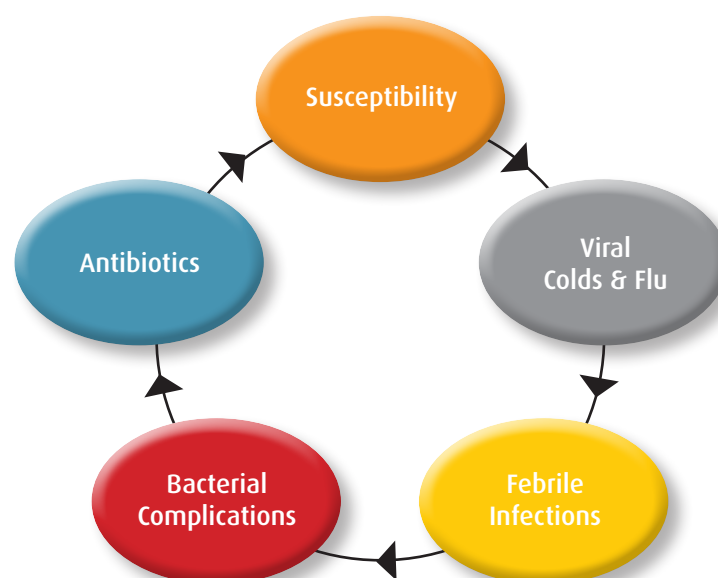 Susceptibility
Viral
Colds & Flu
Febrile
Infections
Bacterial
Complications
Antibiotics